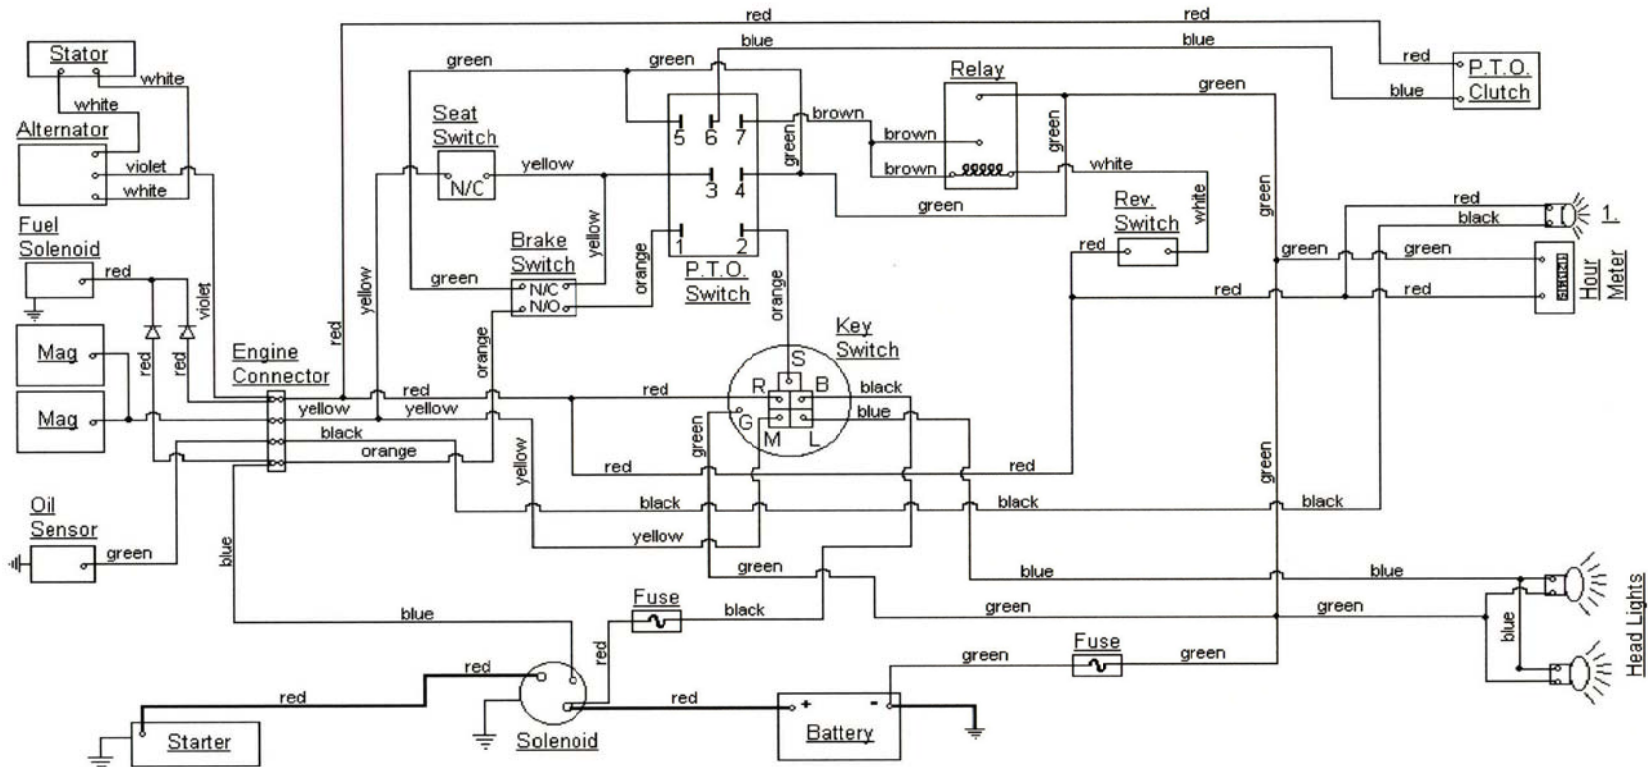 red
red
blue
blue
Stator
white
white
Alternator
violet
white
Fuel
Solenoid
red
violet
red
red
Mag
Mag
Engine
Connector
Oil
Sensor
green
green
green
Seat
Switch
N/C
yellow
yellow
yellow
Brake
Switch
N/C
N/O
green
orange
orange
5
6
7
3
4
1
2
P.T.O.
Switch
green
orange
brown
brown
brown
Relay
green
green
green
white
white
Rev.
Switch
red
red
blue
P.T.O.
Clutch
red
black
1.
green
green
green
Hour
Meter
red
red
red
red
red
yellow
yellow
black
orange
yellow
Key
Switch
S
R
B
G
M
L
black
blue
green
red
red
green
black
black
black
yellow
green
blue
blue
blue
green
green
Head Lights
blue
blue
Fuse
black
red
Fuse
green
green
red
red
red
Starter
Solenoid
+
-
Battery